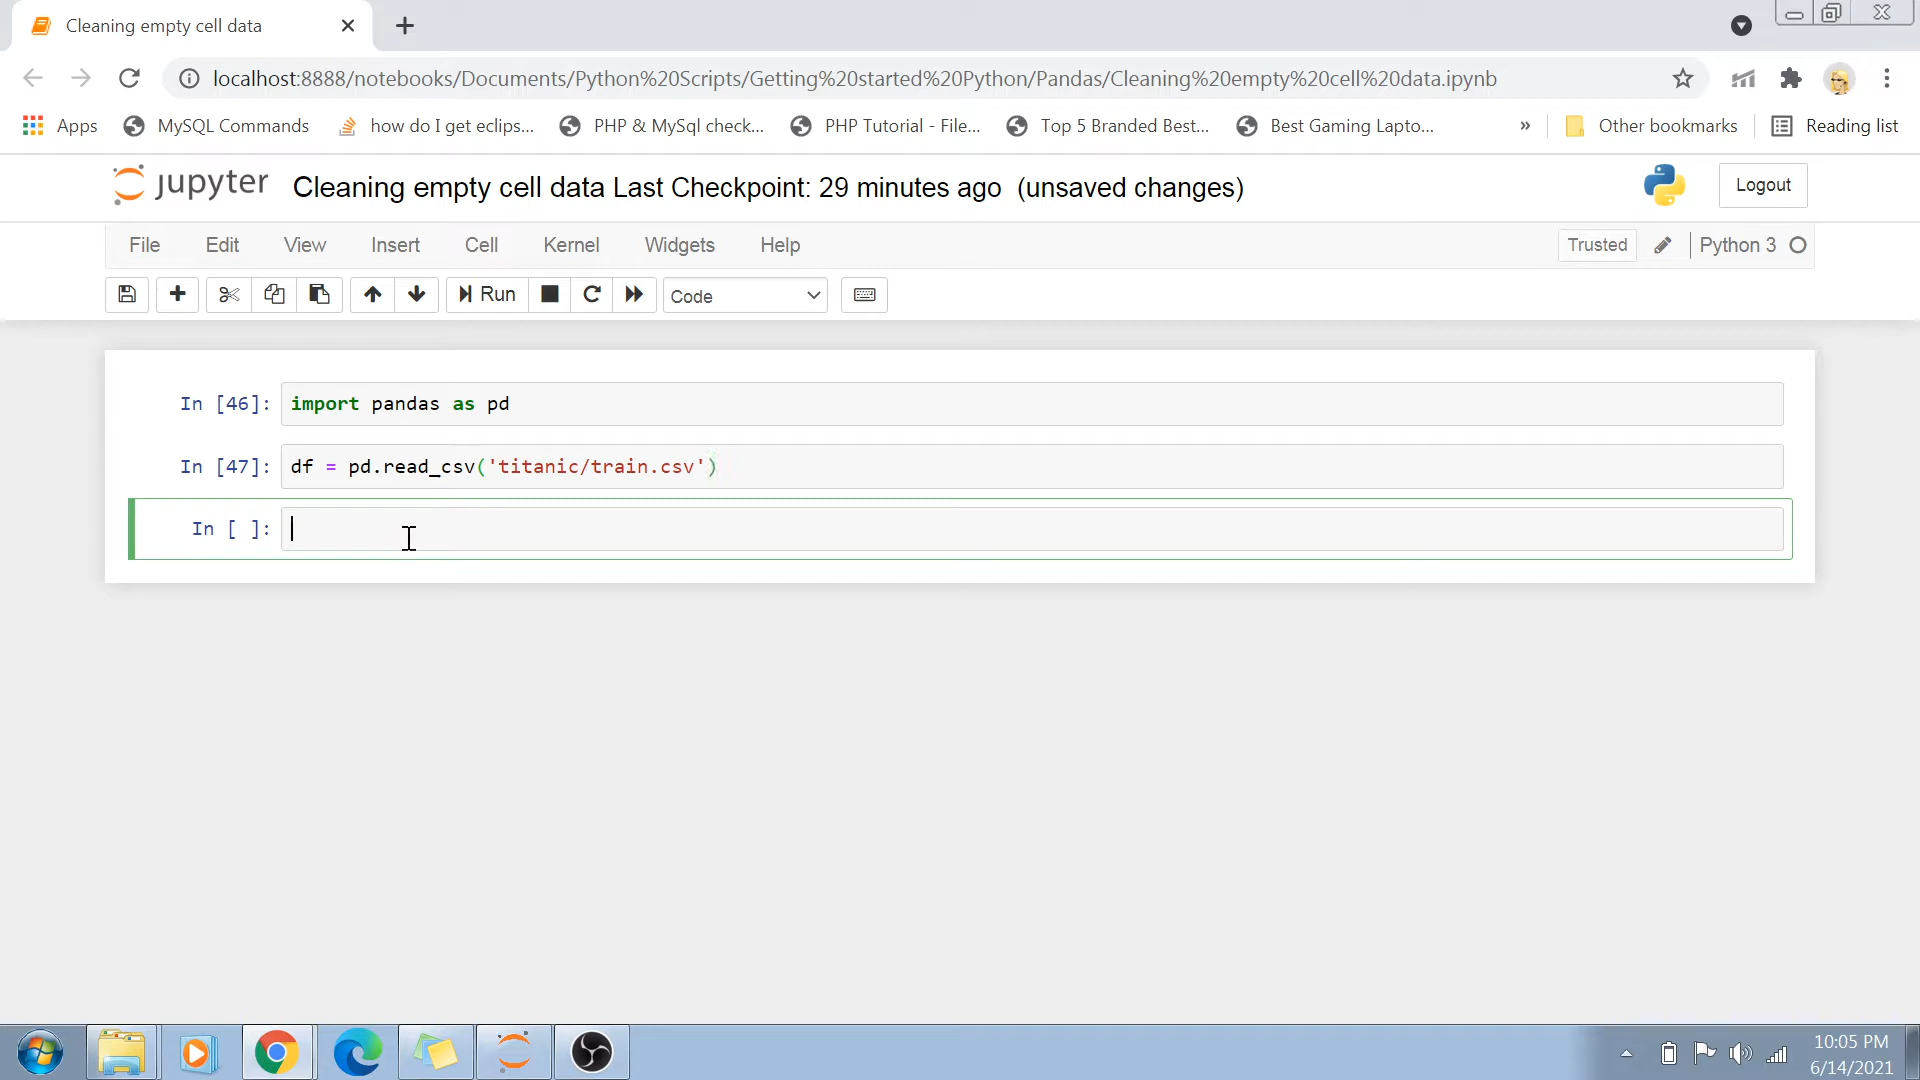 Cleaning empty cell data
localhost:8888/notebooks/Documents/Python%20Scripts/Getting%20started%20Python/Pandas/Cleaning%20empty%20cell%20data.ipynb
Apps MySQL Commands how do I get eclips... PHP & MySql check... PHP Tutorial - File... Top 5 Branded Best... Best Gaming Lapto... » Other bookmarks Reading list
jupyter Cleaning empty cell data Last Checkpoint: 29 minutes ago (unsaved changes) Logout
File Edit View Insert Cell Kernel Widgets Help Trusted Python 3
Run Code
In [46]: import pandas as pd
In [47]: df = pd.read_csv('titanic/train.csv')
In [ ]:
10:05 PM
6/14/2021